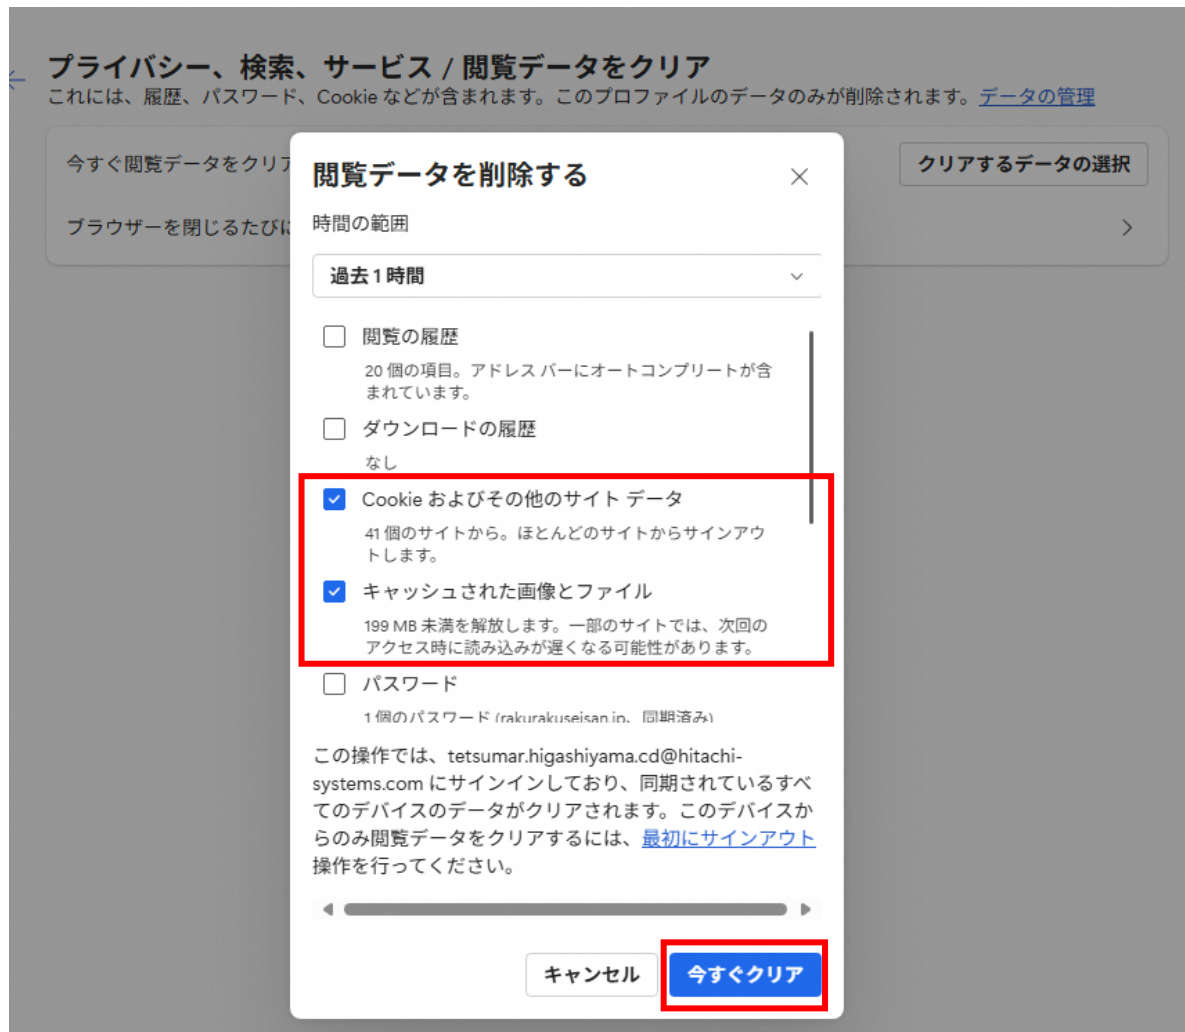 プライバシー、検索、サービス / 閲覧データをクリア
これには、履歴、パスワード、Cookie などが含まれます。このプロファイルのデータのみが削除されます。データの管理
今すぐ閲覧データをクリア
クリアするデータの選択
ブラウザーを閉じるたびに
閲覧データを削除する
時間の範囲
過去 1 時間
閲覧の履歴
20 個の項目。アドレス バーにオートコンプリートが含
まれています。
ダウンロードの履歴
なし
Cookie およびその他のサイト データ
41 個のサイトから。ほとんどのサイトからサインアウ
トします。
キャッシュされた画像とファイル
199 MB 未満を解放します。一部のサイトでは、次回の
アクセス時に読み込みが遅くなる可能性があります。
パスワード
1 個のパスワード (rakurakuseisan.jp、同期済み)
この操作では、tetsumar.higashiyama.cd@hitachi-
systems.com にサインインしており、同期されているすべ
てのデバイスのデータがクリアされます。このデバイスか
らのみ閲覧データをクリアするには、最初にサインアウト
操作を行ってください。
キャンセル
今すぐクリア